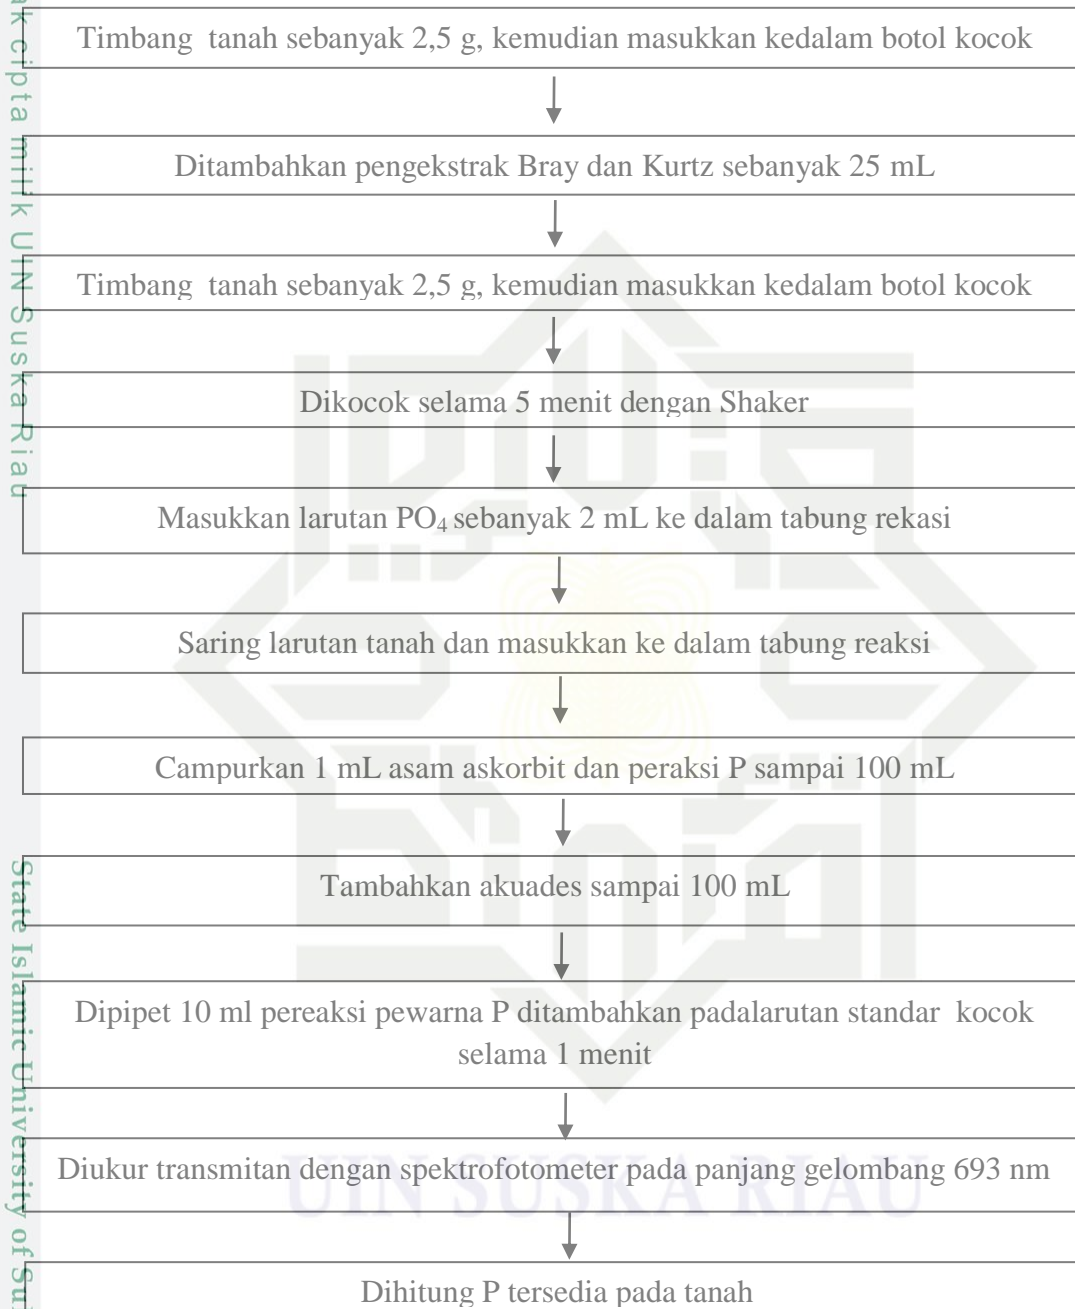 Timbang tanah sebanyak 2,5 g, kemudian masukkan kedalam botol kocok
Ditambahkan pengekstrak Bray dan Kurtz sebanyak 25 mL
Timbang tanah sebanyak 2,5 g, kemudian masukkan kedalam botol kocok
Dikocok selama 5 menit dengan Shaker
Masukkan larutan PO₄ sebanyak 2 mL ke dalam tabung rekasi
Saring larutan tanah dan masukkan ke dalam tabung reaksi
Campurkan 1 mL asam askorbit dan peraksi P sampai 100 mL
Tambahkan akuades sampai 100 mL
Dipipet 10 ml pereaksi pewarna P ditambahkan padalarutan standar kocok
selama 1 menit
Diukur transmitan dengan spektrofotometer pada panjang gelombang 693 nm
Dihitung P tersedia pada tanah
UIN SUSKA RIAU
cipta milik UIN Suska Riau
State Islamic University of